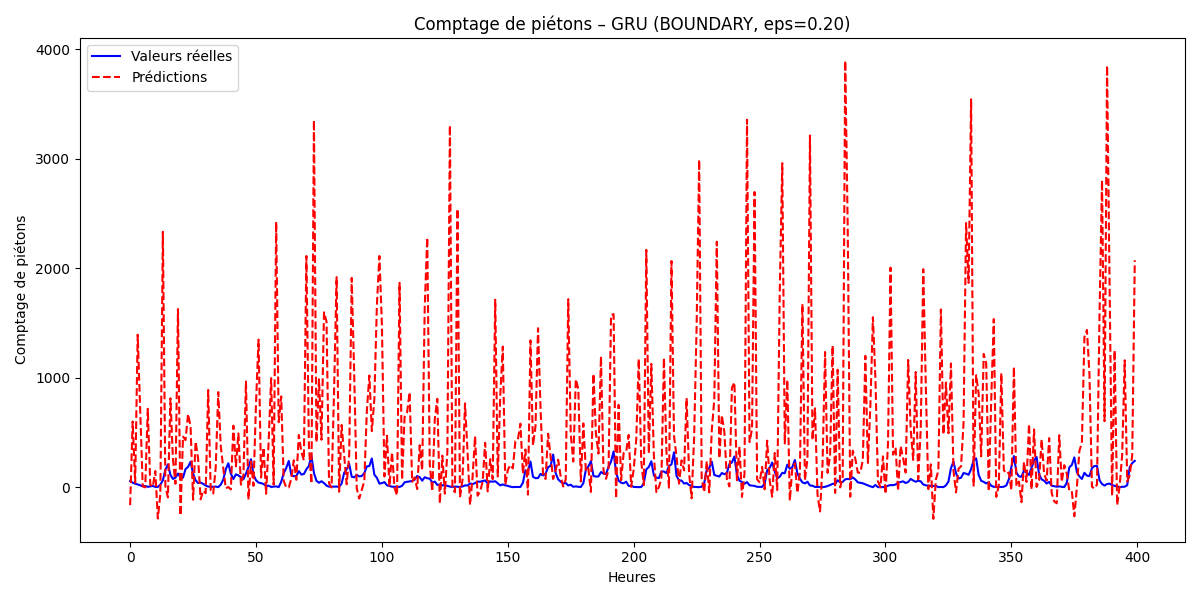 Comptage de piétons – GRU (BOUNDARY, eps=0.20)
Valeurs réelles
Prédictions
4000
3000
2000
1000
0
Comptage de piétons
0 50 100 150 200 250 300 350 400
Heures